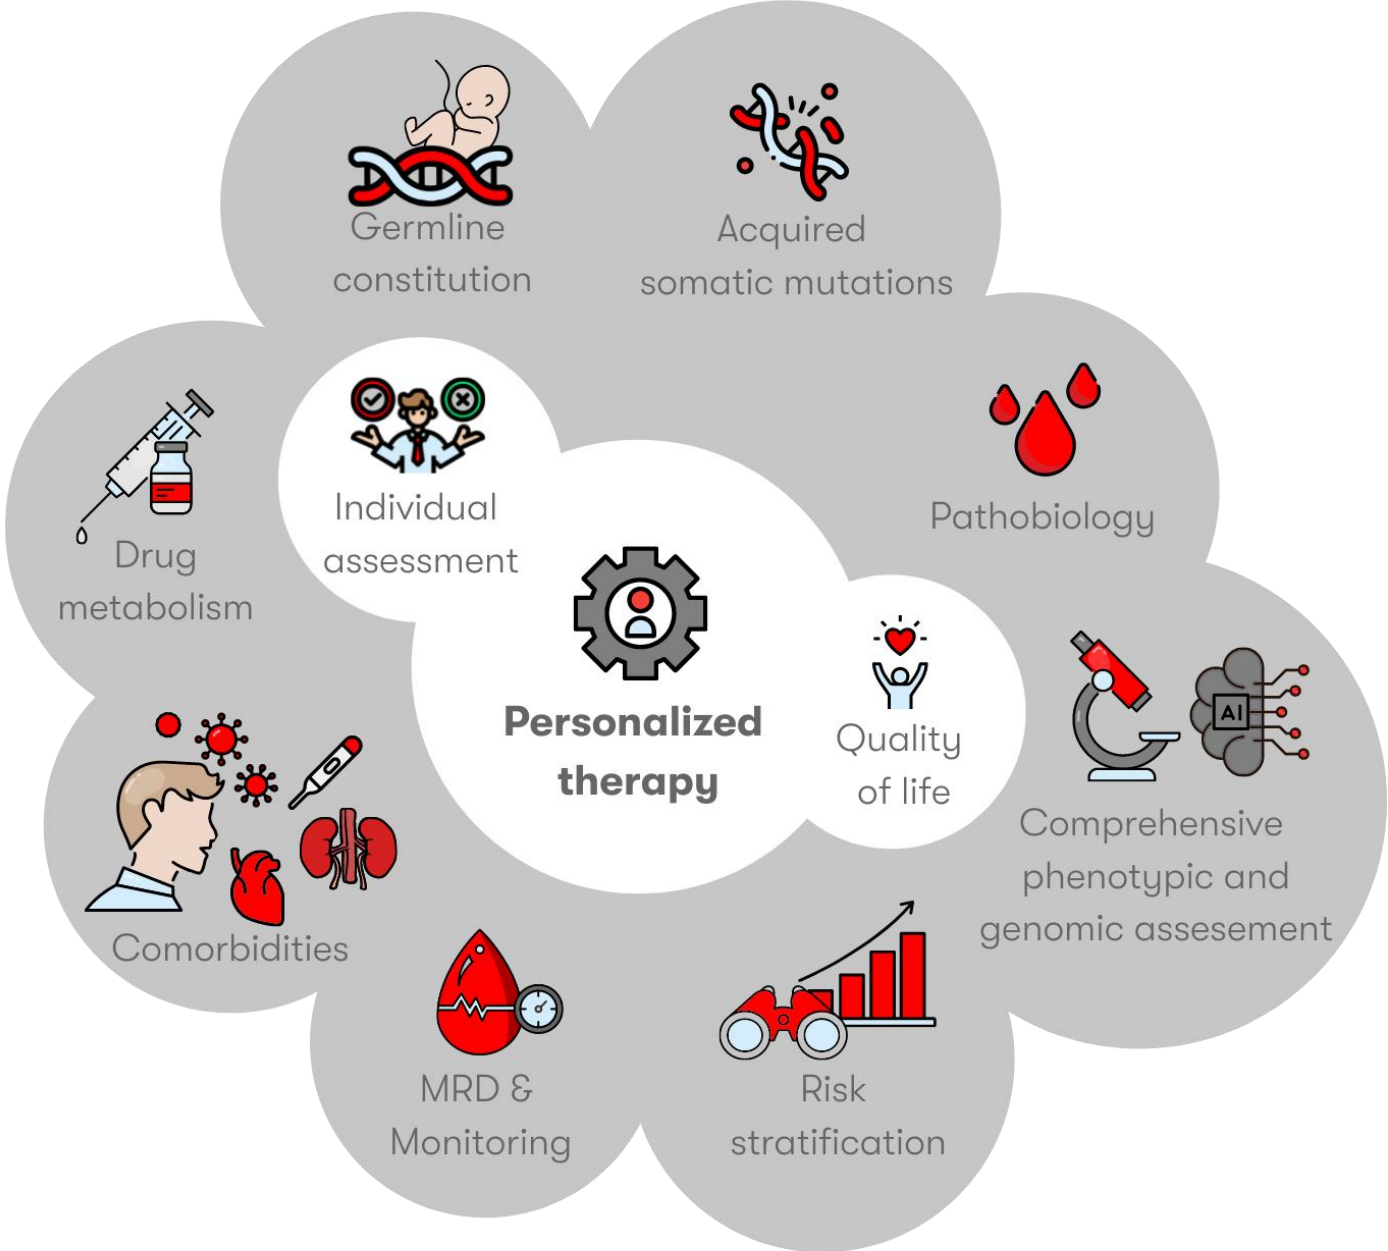 Germline
constitution
Acquired
somatic mutations
Individual
assessment
Pathobiology
Drug
metabolism
Personalized
therapy
Quality
of life
AI
Comprehensive
phenotypic and
genomic assesement
Comorbidities
MRD &
Monitoring
Risk
stratification